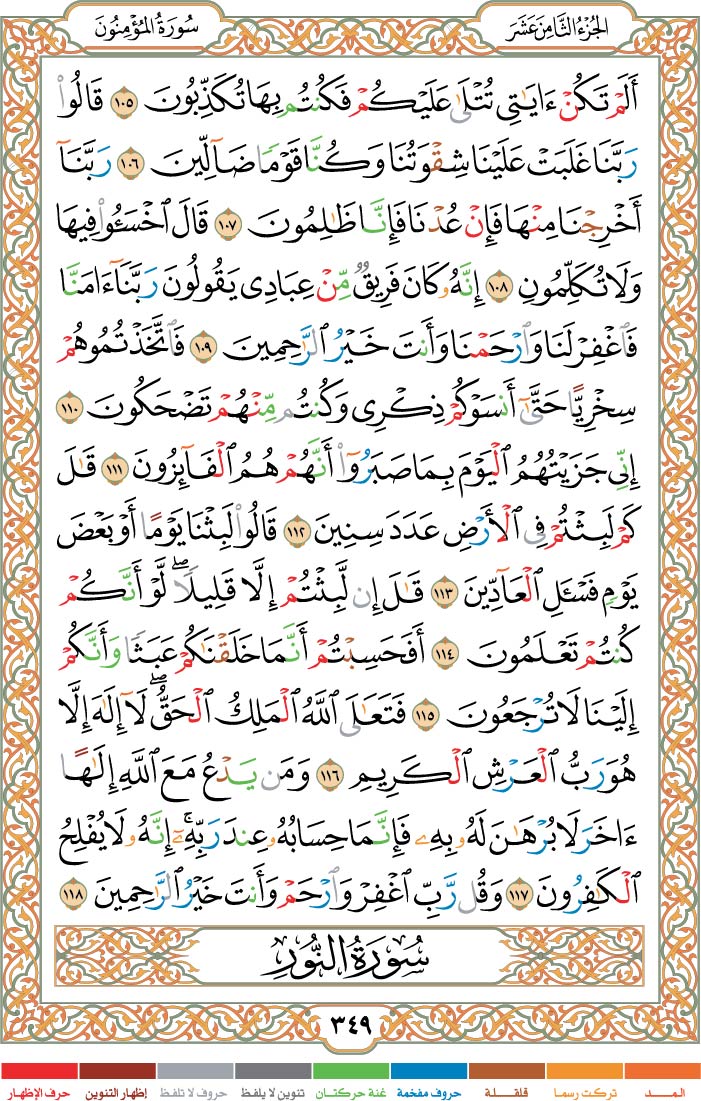 سُورَةُ المُؤْمِنُونَ
الجُزْءُ الثَّامِنَ عَشَرَ
أَلَمْ تَكُنْ ءَايَٰتِى تُتْلَىٰ عَلَيْكُمْ فَكُنتُم بِهَا تُكَذِّبُونَ ١٠٥ قَالُوا۟
رَبَّنَا غَلَبَتْ عَلَيْنَا شِقْوَتُنَا وَكُنَّا قَوْمًا ضَآلِّينَ ١٠٦ رَبَّنَآ
أَخْرِجْنَا مِنْهَا فَإِنْ عُدْنَا فَإِنَّا ظَٰلِمُونَ ١٠٧ قَالَ ٱخْسَـُٔوا۟ فِيهَا
وَلَا تُكَلِّمُونِ ١٠٨ إِنَّهُۥ كَانَ فَرِيقٌ مِّنْ عِبَادِى يَقُولُونَ رَبَّنَآ ءَامَنَّا
فَٱغْفِرْ لَنَا وَٱرْحَمْنَا وَأَنتَ خَيْرُ ٱلرَّٰحِمِينَ ١٠٩ فَٱتَّخَذْتُمُوهُمْ
سِخْرِيًّا حَتَّىٰٓ أَنسَوْكُمْ ذِكْرِى وَكُنتُم مِّنْهُمْ تَضْحَكُونَ ١١٠
إِنِّى جَزَيْتُهُمُ ٱلْيَوْمَ بِمَا صَبَرُوٓا۟ أَنَّهُمْ هُمُ ٱلْفَآئِزُونَ ١١١ قَٰلَ
كَمْ لَبِثْتُمْ فِى ٱلْأَرْضِ عَدَدَ سِنِينَ ١١٢ قَالُوا۟ لَبِثْنَا يَوْمًا أَوْ بَعْضَ
يَوْمٍ فَسْـَٔلِ ٱلْعَآدِّينَ ١١٣ قَٰلَ إِن لَّبِثْتُمْ إِلَّا قَلِيلًا ۖ لَّوْ أَنَّكُمْ
كُنتُمْ تَعْلَمُونَ ١١٤ أَفَحَسِبْتُمْ أَنَّمَا خَلَقْنَٰكُمْ عَبَثًا وَأَنَّكُمْ
إِلَيْنَا لَا تُرْجَعُونَ ١١٥ فَتَعَٰلَى ٱللَّهُ ٱلْمَلِكُ ٱلْحَقُّ ۖ لَآ إِلَٰهَ إِلَّا
هُوَ رَبُّ ٱلْعَرْشِ ٱلْكَرِيمِ ١١٦ وَمَن يَدْعُ مَعَ ٱللَّهِ إِلَٰهًا
ءَاخَرَ لَا بُرْهَٰنَ لَهُۥ بِهِۦ فَإِنَّمَا حِسَابُهُۥ عِندَ رَبِّهِۦٓ ۚ إِنَّهُۥ لَا يُفْلِحُ
ٱلْكَٰفِرُونَ ١١٧ وَقُل رَّبِّ ٱغْفِرْ وَٱرْحَمْ وَأَنتَ خَيْرُ ٱلرَّٰحِمِينَ ١١٨
سُورَةُ النُّورِ
٣٤٩
المـــد تركت رسما قلقـــلة حروف مفخمة غنة حركتـان تنوين لا يلفظ حروف لا تلفظ إظهار التنوين حرف الإظهار